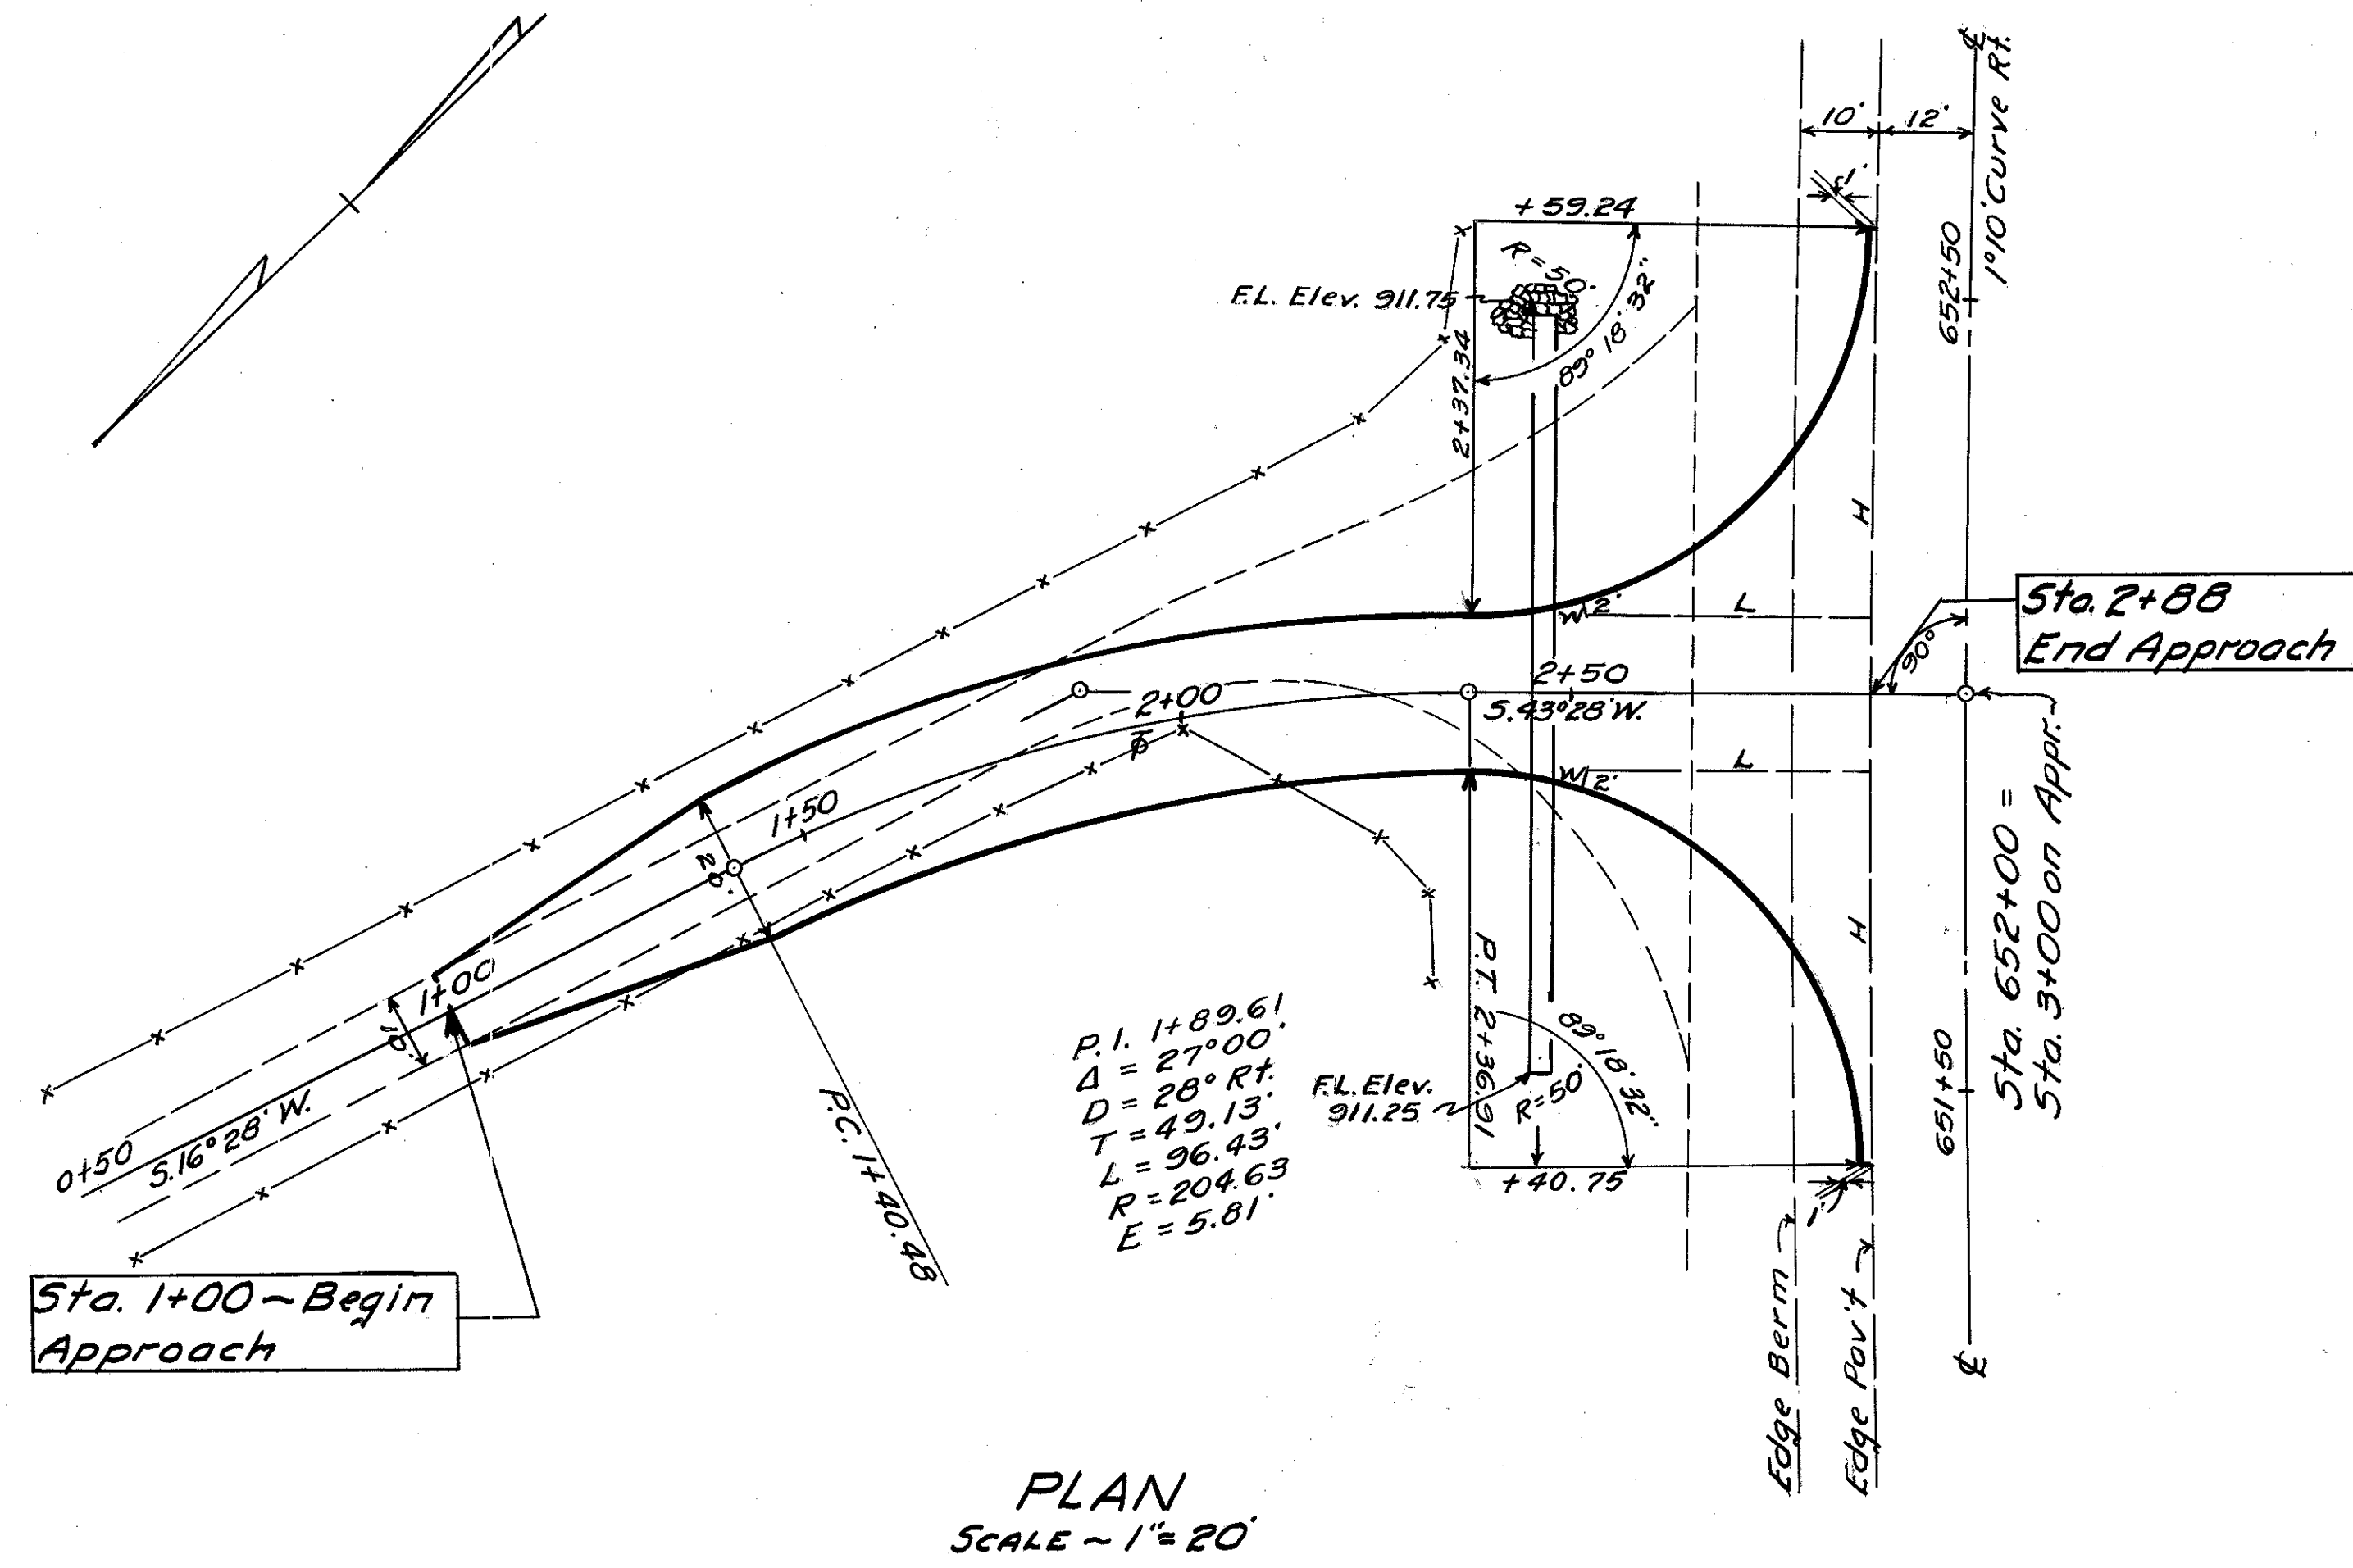 10'
12'
℄
1°10' Curve Rt.
1'
+59.24
R=50'
F.L. Elev. 911.75
89° 18' 32"
2+37.34
652+50
H
W
2'
L
Sta. 2+88
End Approach
90°
2+50
2+00
S.43°28'W.
1+50
W
2'
L
20'
H
Sta. 652+00 =
Sta. 3+00 on Appr.
1+00
10'
P.T. 2+36.91
P.I. 1+89.61
Δ = 27°00'
D = 28° Rt.
T = 49.13'
L = 96.43'
R = 204.63
E = 5.81'
89° 18' 32"
F.L. Elev.
911.25
R=50'
651+50
0+50
S.16°28'W.
P.C. 1+40.48
+40.75
1'
Edge Berm
Edge Pav't
℄
Sta. 1+00 ~ Begin
Approach
PLAN
SCALE ~ 1"=20'